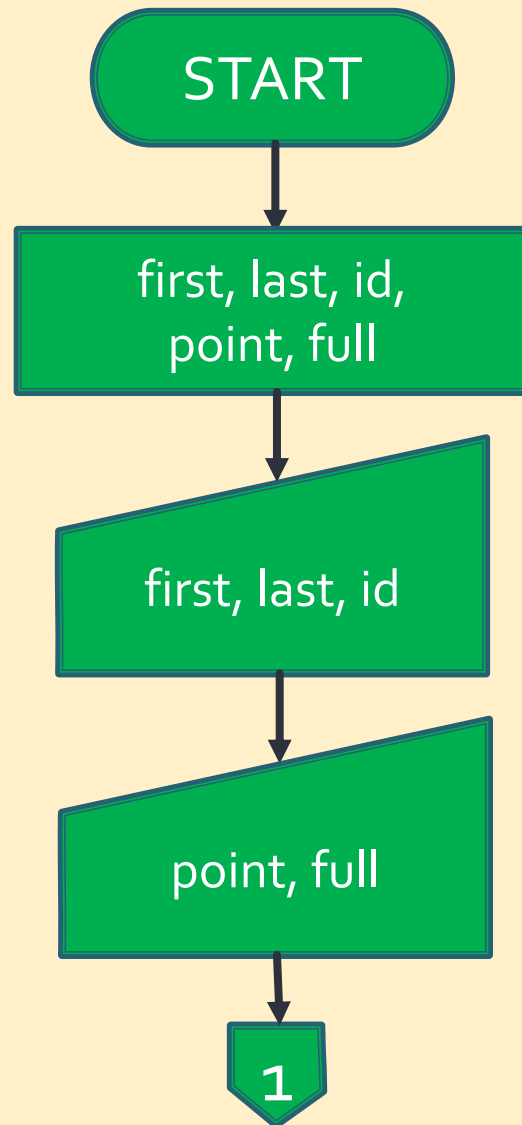 START
first, last, id,
point, full
first, last, id
point, full
1